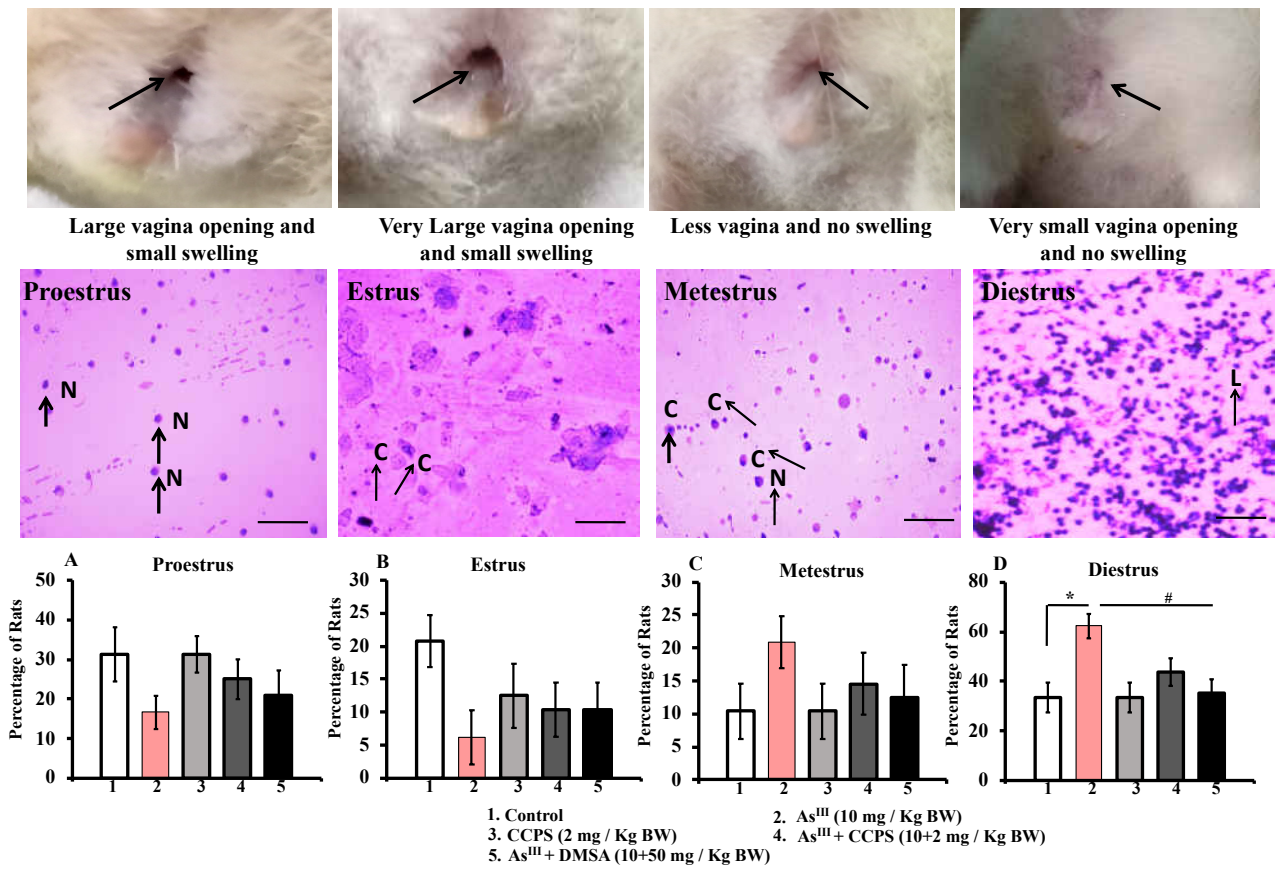 Large vagina opening and
small swelling
Very Large vagina opening
and small swelling
Less vagina and no swelling
Very small vagina opening
and no swelling
Proestrus
N
N
N
Estrus
C
C
Metestrus
C
C
C
N
Diestrus
L
A
Proestrus
Percentage of Rats
50
40
30
20
10
0
1
2
3
4
5
B
Estrus
Percentage of Rats
30
25
20
15
10
5
0
1
2
3
4
5
C
Metestrus
Percentage of Rats
30
25
20
15
10
5
0
1
2
3
4
5
D
Diestrus
Percentage of Rats
80
60
40
20
0
*
#
1
2
3
4
5
1. Control
2. As^III (10 mg / Kg BW)
3. CCPS (2 mg / Kg BW)
4. As^III + CCPS (10+2 mg / Kg BW)
5. As^III + DMSA (10+50 mg / Kg BW)